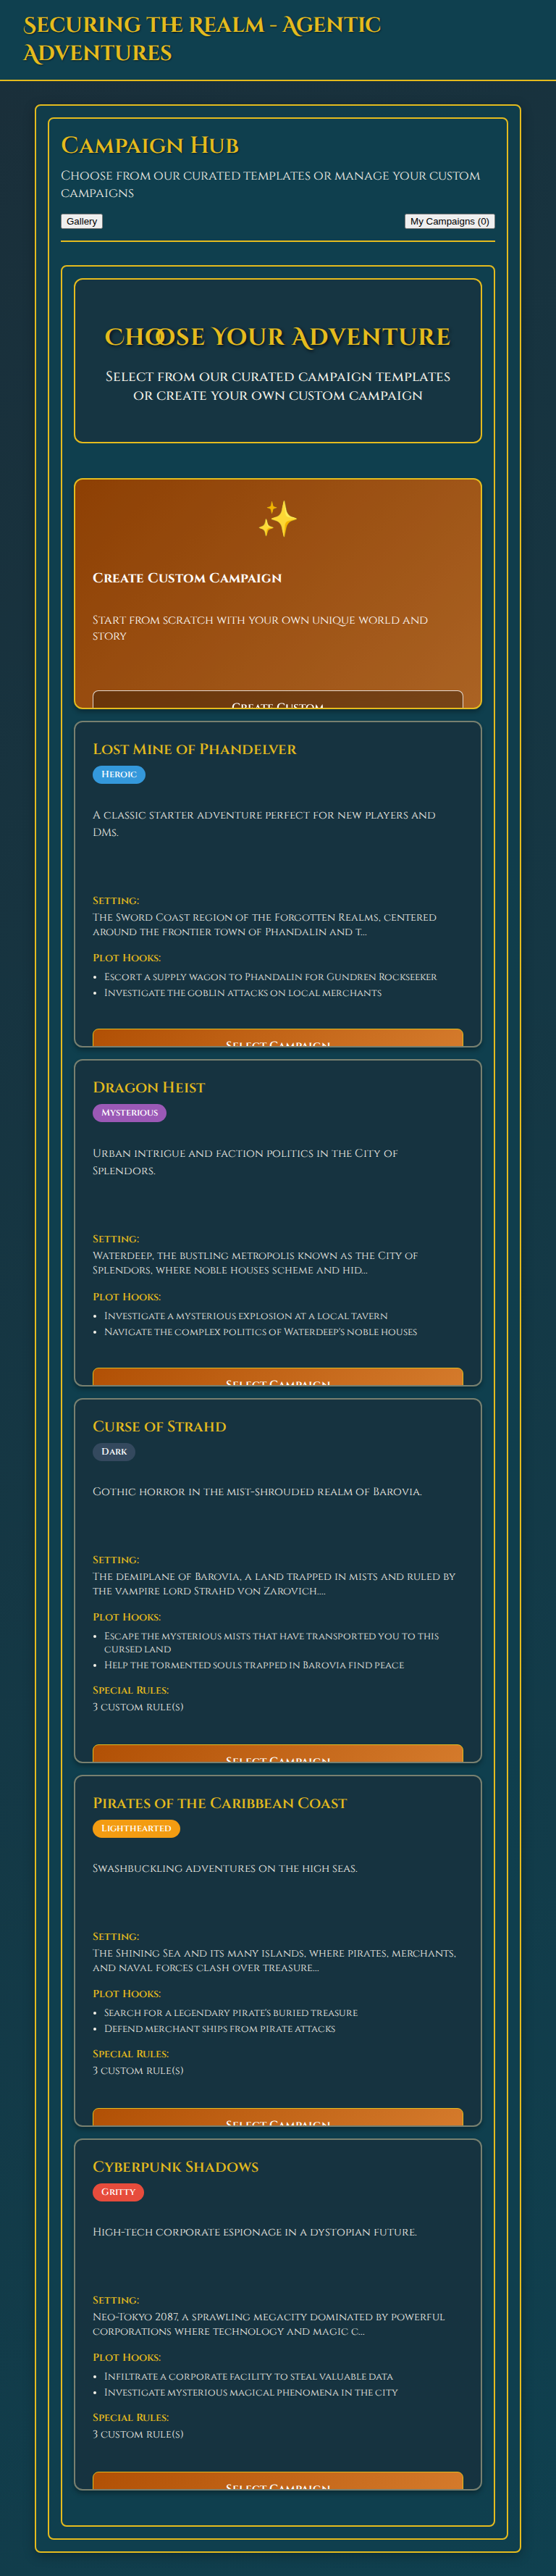 Securing the Realm - Agentic
Adventures
Campaign Hub
Choose from our curated templates or manage your custom
campaigns
Gallery
My Campaigns (0)
Choose Your Adventure
Select from our curated campaign templates
or create your own custom campaign
Create Custom Campaign
Start from scratch with your own unique world and
story
Create Custom
Lost Mine of Phandelver
Heroic
A classic starter adventure perfect for new players and
DMs.
Setting:
The Sword Coast region of the Forgotten Realms, centered
around the frontier town of Phandalin and t...
Plot Hooks:
• Escort a supply wagon to Phandalin for Gundren Rockseeker
• Investigate the goblin attacks on local merchants
Select Campaign
Dragon Heist
Mysterious
Urban intrigue and faction politics in the City of
Splendors.
Setting:
Waterdeep, the bustling metropolis known as the City of
Splendors, where noble houses scheme and hid...
Plot Hooks:
• Investigate a mysterious explosion at a local tavern
• Navigate the complex politics of Waterdeep's noble houses
Select Campaign
Curse of Strahd
Dark
Gothic horror in the mist-shrouded realm of Barovia.
Setting:
The demiplane of Barovia, a land trapped in mists and ruled by
the vampire lord Strahd von Zarovich....
Plot Hooks:
• Escape the mysterious mists that have transported you to this
cursed land
• Help the tormented souls trapped in Barovia find peace
Special Rules:
3 custom rule(s)
Select Campaign
Pirates of the Caribbean Coast
Lighthearted
Swashbuckling adventures on the high seas.
Setting:
The Shining Sea and its many islands, where pirates, merchants,
and naval forces clash over treasure...
Plot Hooks:
• Search for a legendary pirate's buried treasure
• Defend merchant ships from pirate attacks
Special Rules:
3 custom rule(s)
Select Campaign
Cyberpunk Shadows
Gritty
High-tech corporate espionage in a dystopian future.
Setting:
Neo-Tokyo 2087, a sprawling megacity dominated by powerful
corporations where technology and magic c...
Plot Hooks:
• Infiltrate a corporate facility to steal valuable data
• Investigate mysterious magical phenomena in the city
Special Rules:
3 custom rule(s)
Select Campaign